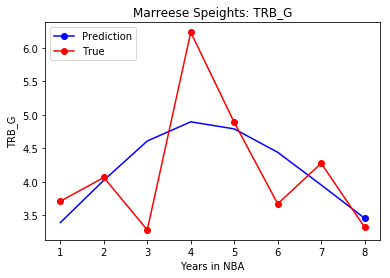 Marreese Speights: TRB_G
Prediction
True
TRB_G
6.0
5.5
5.0
4.5
4.0
3.5
1 2 3 4 5 6 7 8
Years in NBA